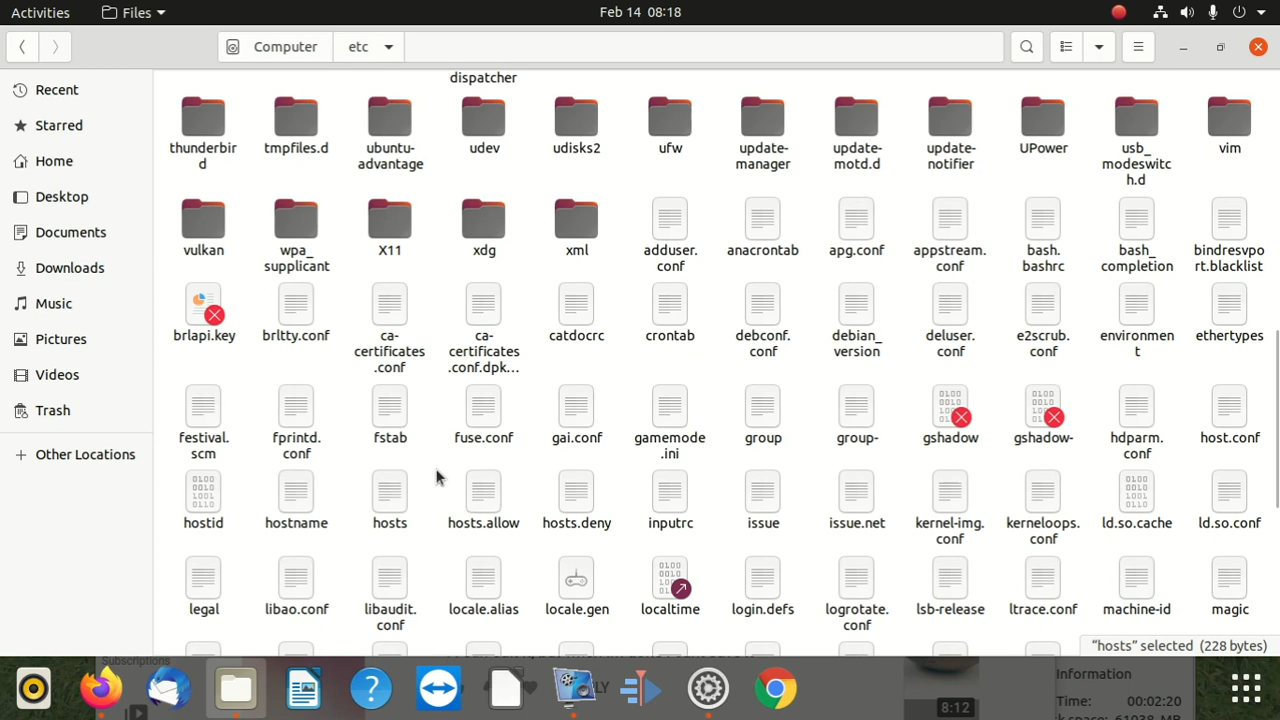 Activities
Files
Feb 14 08:18
Computer
etc
Recent
Starred
Home
Desktop
Documents
Downloads
Music
Pictures
Videos
Trash
Other Locations
dispatcher
thunderbir
d
tmpfiles.d
ubuntu-
advantage
udev
udisks2
ufw
update-
manager
update-
motd.d
update-
notifier
UPower
usb_
modeswitc
h.d
vim
vulkan
wpa_
supplicant
X11
xdg
xml
adduser.
conf
anacrontab
apg.conf
appstream.
conf
bash.
bashrc
bash_
completion
bindresvpo
rt.blacklist
brlapi.key
brltty.conf
ca-
certificates
.conf
ca-
certificates
.conf.dpk...
catdocrc
crontab
debconf.
conf
debian_
version
deluser.
conf
e2scrub.
conf
environmen
t
ethertypes
festival.
scm
fprintd.
conf
fstab
fuse.conf
gai.conf
gamemode
.ini
group
group-
gshadow
gshadow-
hdparm.
conf
host.conf
hostid
hostname
hosts
hosts.allow
hosts.deny
inputrc
issue
issue.net
kernel-img.
conf
kerneloops.
conf
ld.so.cache
ld.so.conf
legal
libao.conf
libaudit.
conf
locale.alias
locale.gen
localtime
login.defs
logrotate.
conf
lsb-release
ltrace.conf
machine-id
magic
"hosts" selected (228 bytes)
Subscriptions
8:12
Information
Time: 00:02:20